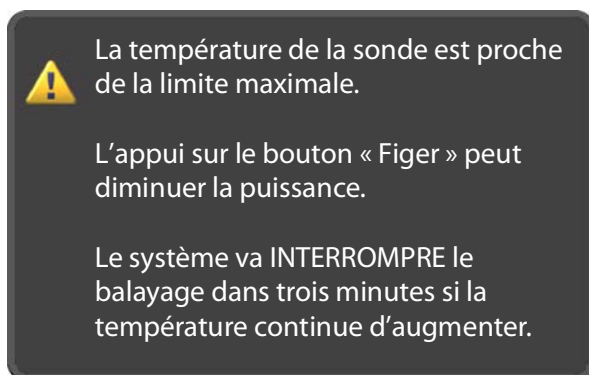 La température de la sonde est proche
de la limite maximale.
L’appui sur le bouton « Figer » peut
diminuer la puissance.
Le système va INTERROMPRE le
balayage dans trois minutes si la
température continue d’augmenter.